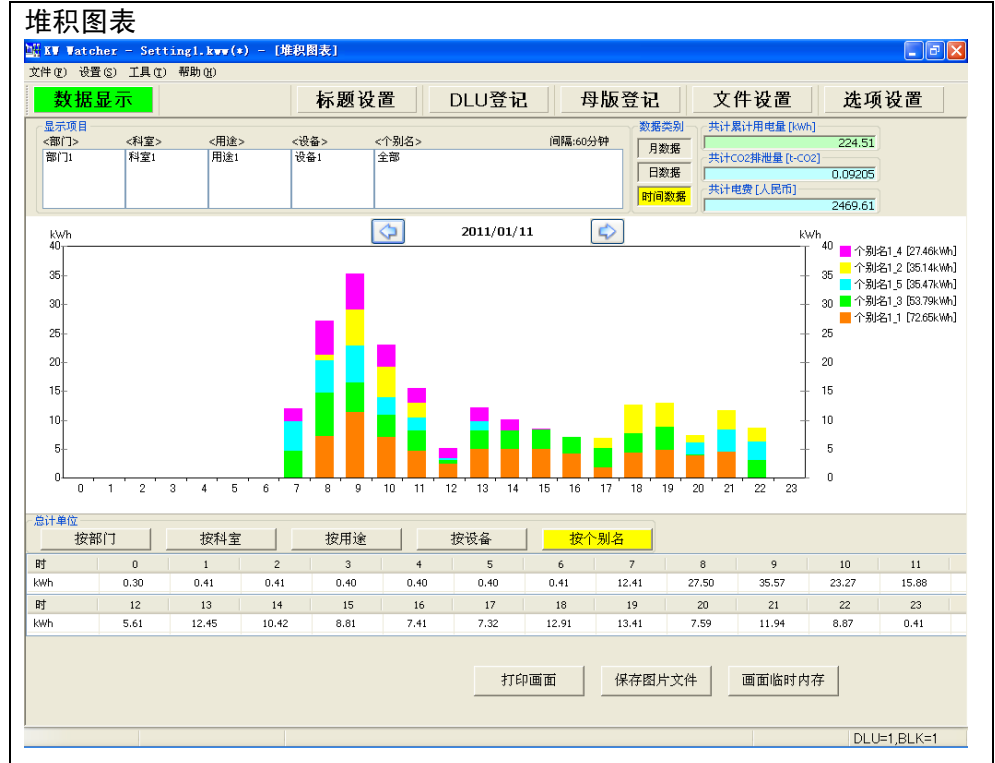 堆积图表
KW Watcher - Setting1.kww(*) - [堆积图表]
文件(F) 设置(S) 工具(T) 帮助(H)
数据显示 标题设置 DLU登记 母版登记 文件设置 选项设置
显示项目 数据类别 共计累计用电量 [kWh]
<部门> <科室> <用途> <设备> <个别名> 间隔:60分钟 月数据 224.51
部门1 科室1 用途1 设备1 全部
日数据 共计CO2排泄量 [t-CO2]
0.09205
时间数据 共计电费 [人民币]
2469.61
2011/01/11
kWh kWh
40 40
35 35
30 30
25 25
20 20
15 15
10 10
5 5
0 0
0 1 2 3 4 5 6 7 8 9 10 11 12 13 14 15 16 17 18 19 20 21 22 23
个别名1_4 [27.46kWh]
个别名1_2 [35.14kWh]
个别名1_5 [35.47kWh]
个别名1_3 [53.79kWh]
个别名1_1 [72.65kWh]
总计单位
按部门 按科室 按用途 按设备 按个别名
时 0 1 2 3 4 5 6 7 8 9 10 11
kWh 0.30 0.41 0.41 0.40 0.40 0.40 0.41 12.41 27.50 35.57 23.27 15.88
时 12 13 14 15 16 17 18 19 20 21 22 23
kWh 5.61 12.45 10.42 8.81 7.41 7.32 12.91 13.41 7.59 11.94 8.87 0.41
打印画面 保存图片文件 画面临时内存
DLU=1,BLK=1